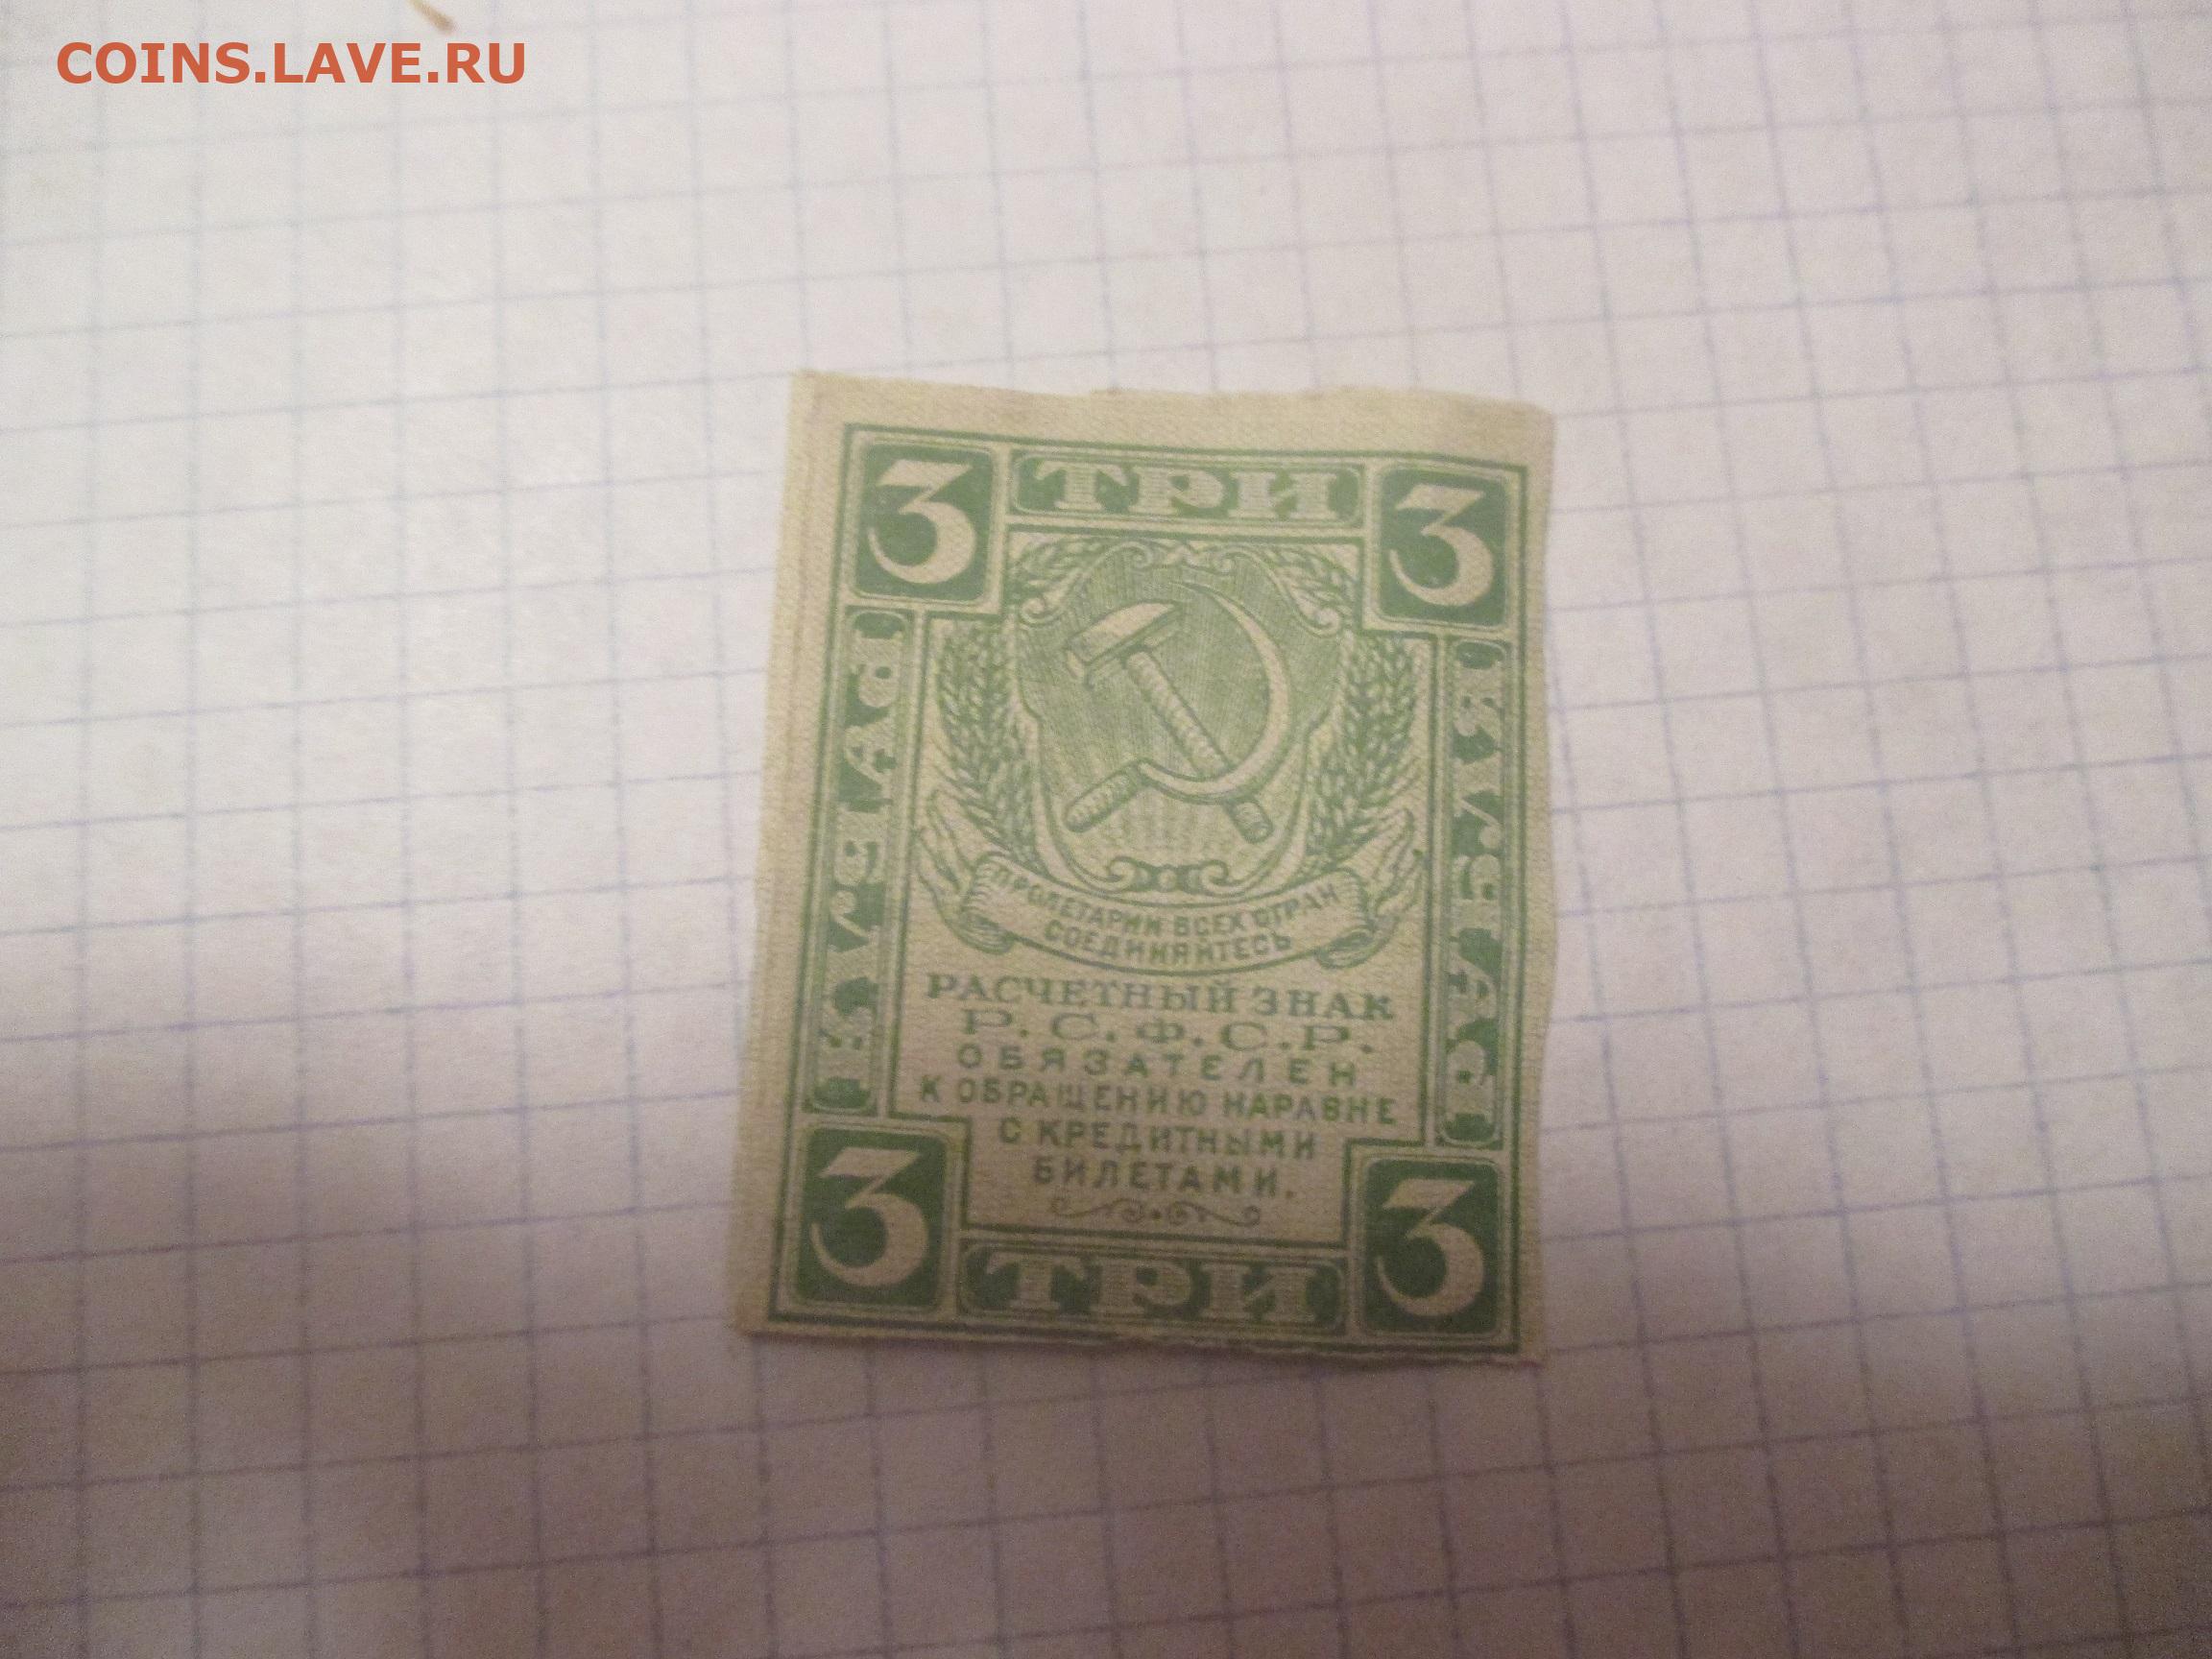 COINS.LAVE.RU
3 ТРИ 3
РУБЛЯ
РУБЛЯ
ПРОЛЕТАРИИ ВСЕХ СТРАН
СОЕДИНЯЙТЕСЬ
РАСЧЕТНЫЙ ЗНАК
Р.С.Ф.С.Р.
ОБЯЗАТЕЛЕН
К ОБРАЩЕНИЮ НАРАВНЕ
С КРЕДИТНЫМИ
БИЛЕТАМИ.
3 ТРИ 3